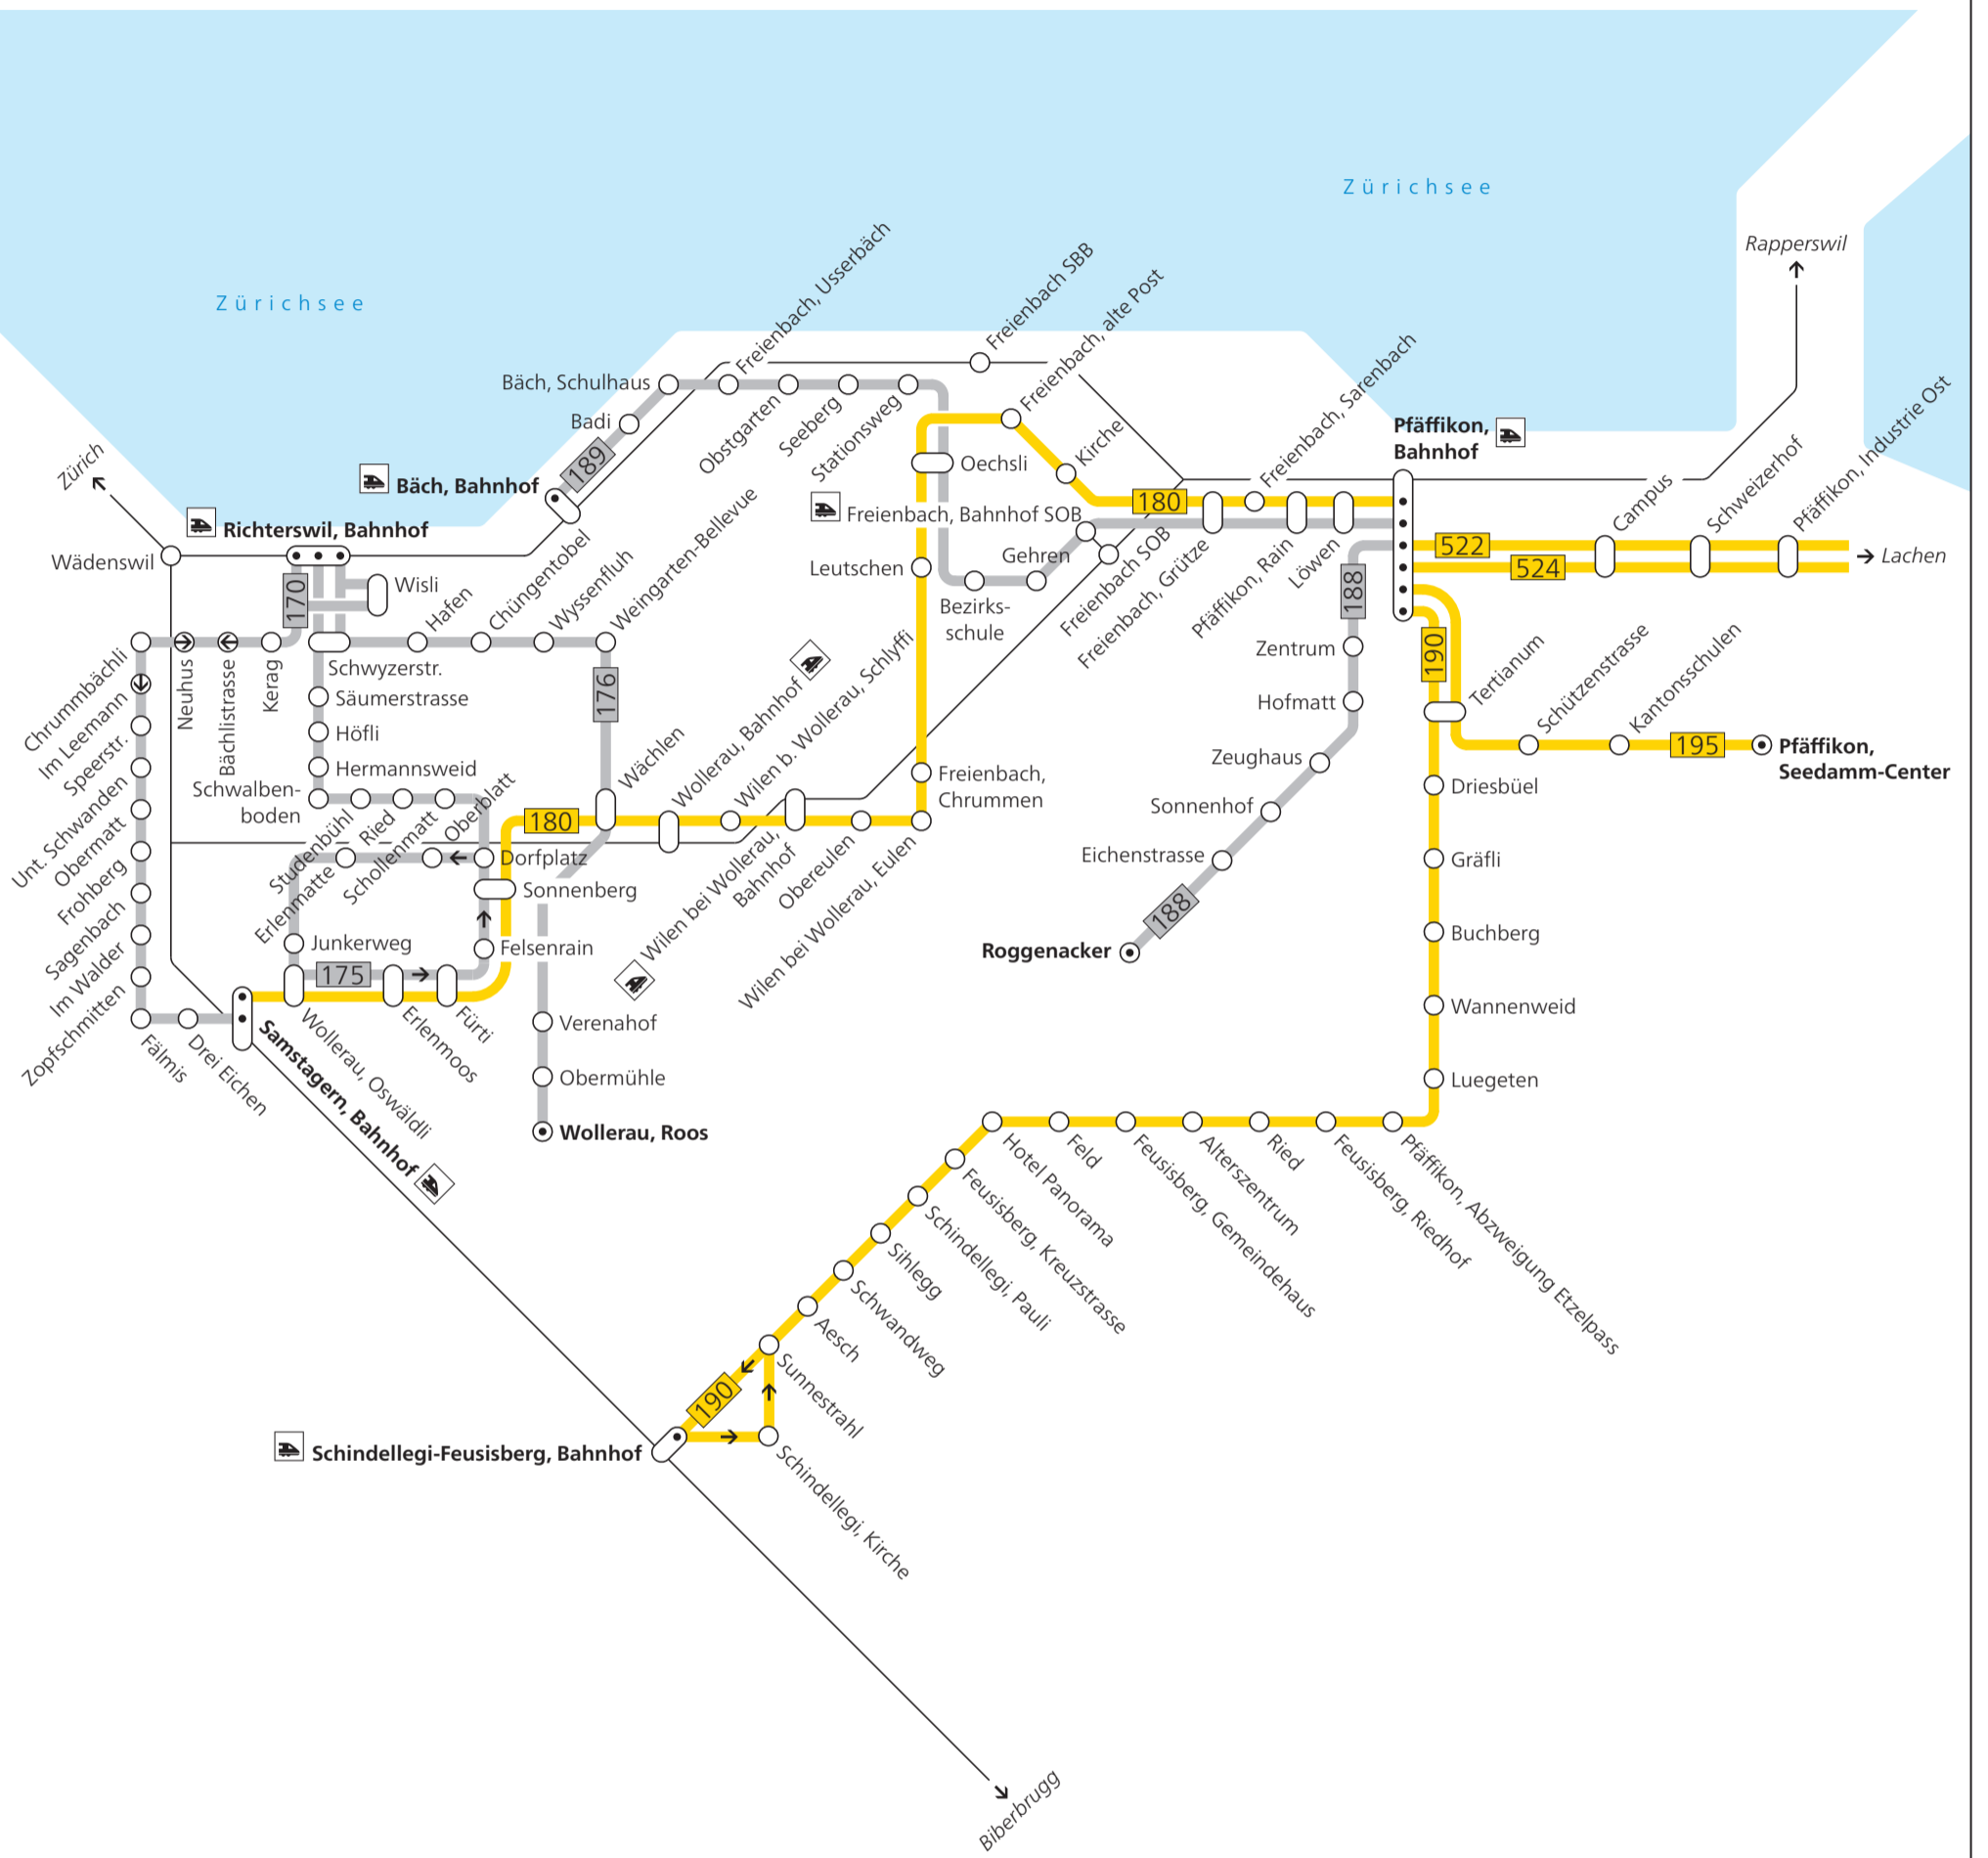 Zürichsee
Zürichsee
Rapperswil
Freienbach, Usserbäch
Freienbach SBB
Freienbach, alte Post
Freienbach, Sarenbach
Bäch, Schulhaus
Badi
189
Obstgarten
Seeberg
Stationsweg
Oechsli
Kirche
Pfäffikon,
Bahnhof
Campus
Schweizerhof
Pfäffikon, Industrie Ost
Zürich
Bäch, Bahnhof
Richterswil, Bahnhof
Wädenswil
180
Freienbach, Bahnhof SOB
Gehren
Freienbach SOB
Freienbach, Grütze
Pfäffikon, Rain
Löwen
522
524
Lachen
170
Wisli
Hafen
Chüngentobel
Wyssenfluh
Weingarten-Bellevue
Leutschen
Bezirks-
schule
188
Zentrum
Hofmatt
190
Tertianum
Schützenstrasse
Kantonsschulen
195
Pfäffikon,
Seedamm-Center
Chrummbächli
Neuhus
Bächlistrasse
Kerag
Schwyzerstr.
Säumerstrasse
Höfli
Hermannsweid
Schwalben-
boden
176
Im Leemann
Speerstr.
Unt. Schwanden
Obermatt
Frohberg
Sagenbach
Im Walder
Zopfschmitten
Fälmis
Drei Eichen
Studenbühl
Ried
Schollenmatt
Oberblatt
180
Wächlen
Wollerau, Bahnhof
Wilen b. Wollerau, Schlyffi
Wilen bei Wollerau,
Bahnhof
Obereulen
Wilen bei Wollerau, Eulen
Freienbach,
Chrummen
Zeughaus
Sonnenhof
Eichenstrasse
188
Roggenacker
Driesbüel
Gräfli
Buchberg
Wannenweid
Luegeten
Erlenmatte
Dorfplatz
Sonnenberg
Junkerweg
Felsenrain
175
Samstagern, Bahnhof
Wollerau, Oswäldli
Erlenmoos
Fürti
Verenahof
Obermühle
Wollerau, Roos
Hotel Panorama
Feld
Feusisberg, Gemeindehaus
Alterszentrum
Ried
Feusisberg, Riedhof
Pfäffikon, Abzweigung Etzelpass
Feusisberg, Kreuzstrasse
Schindellegi, Pauli
Sihlegg
Schwandweg
Aesch
Sunnestrahl
190
Schindellegi-Feusisberg, Bahnhof
Schindellegi, Kirche
Biberbrugg